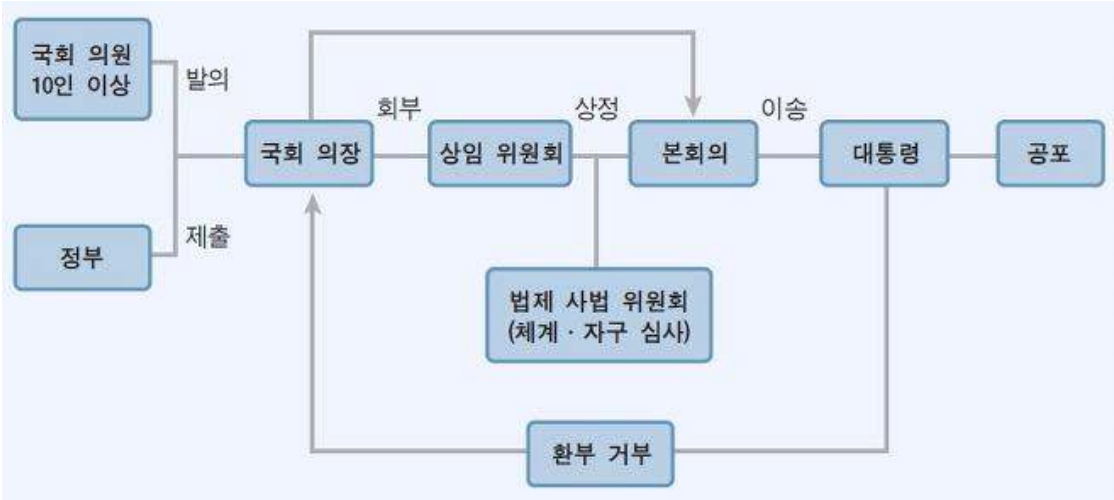 국회 의원
10인 이상
발의
회부
상정
이송
국회 의장
상임 위원회
본회의
대통령
공포
제출
정부
법제 사법 위원회
(체계·자구 심사)
환부 거부